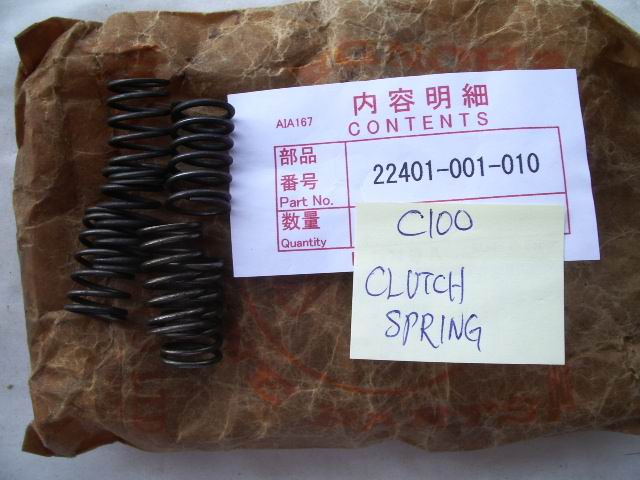 内容明細
AIA167
CONTENTS
部品
番号
Part No.
22401-001-010
数量
Quantity
C100
CLUTCH
SPRING